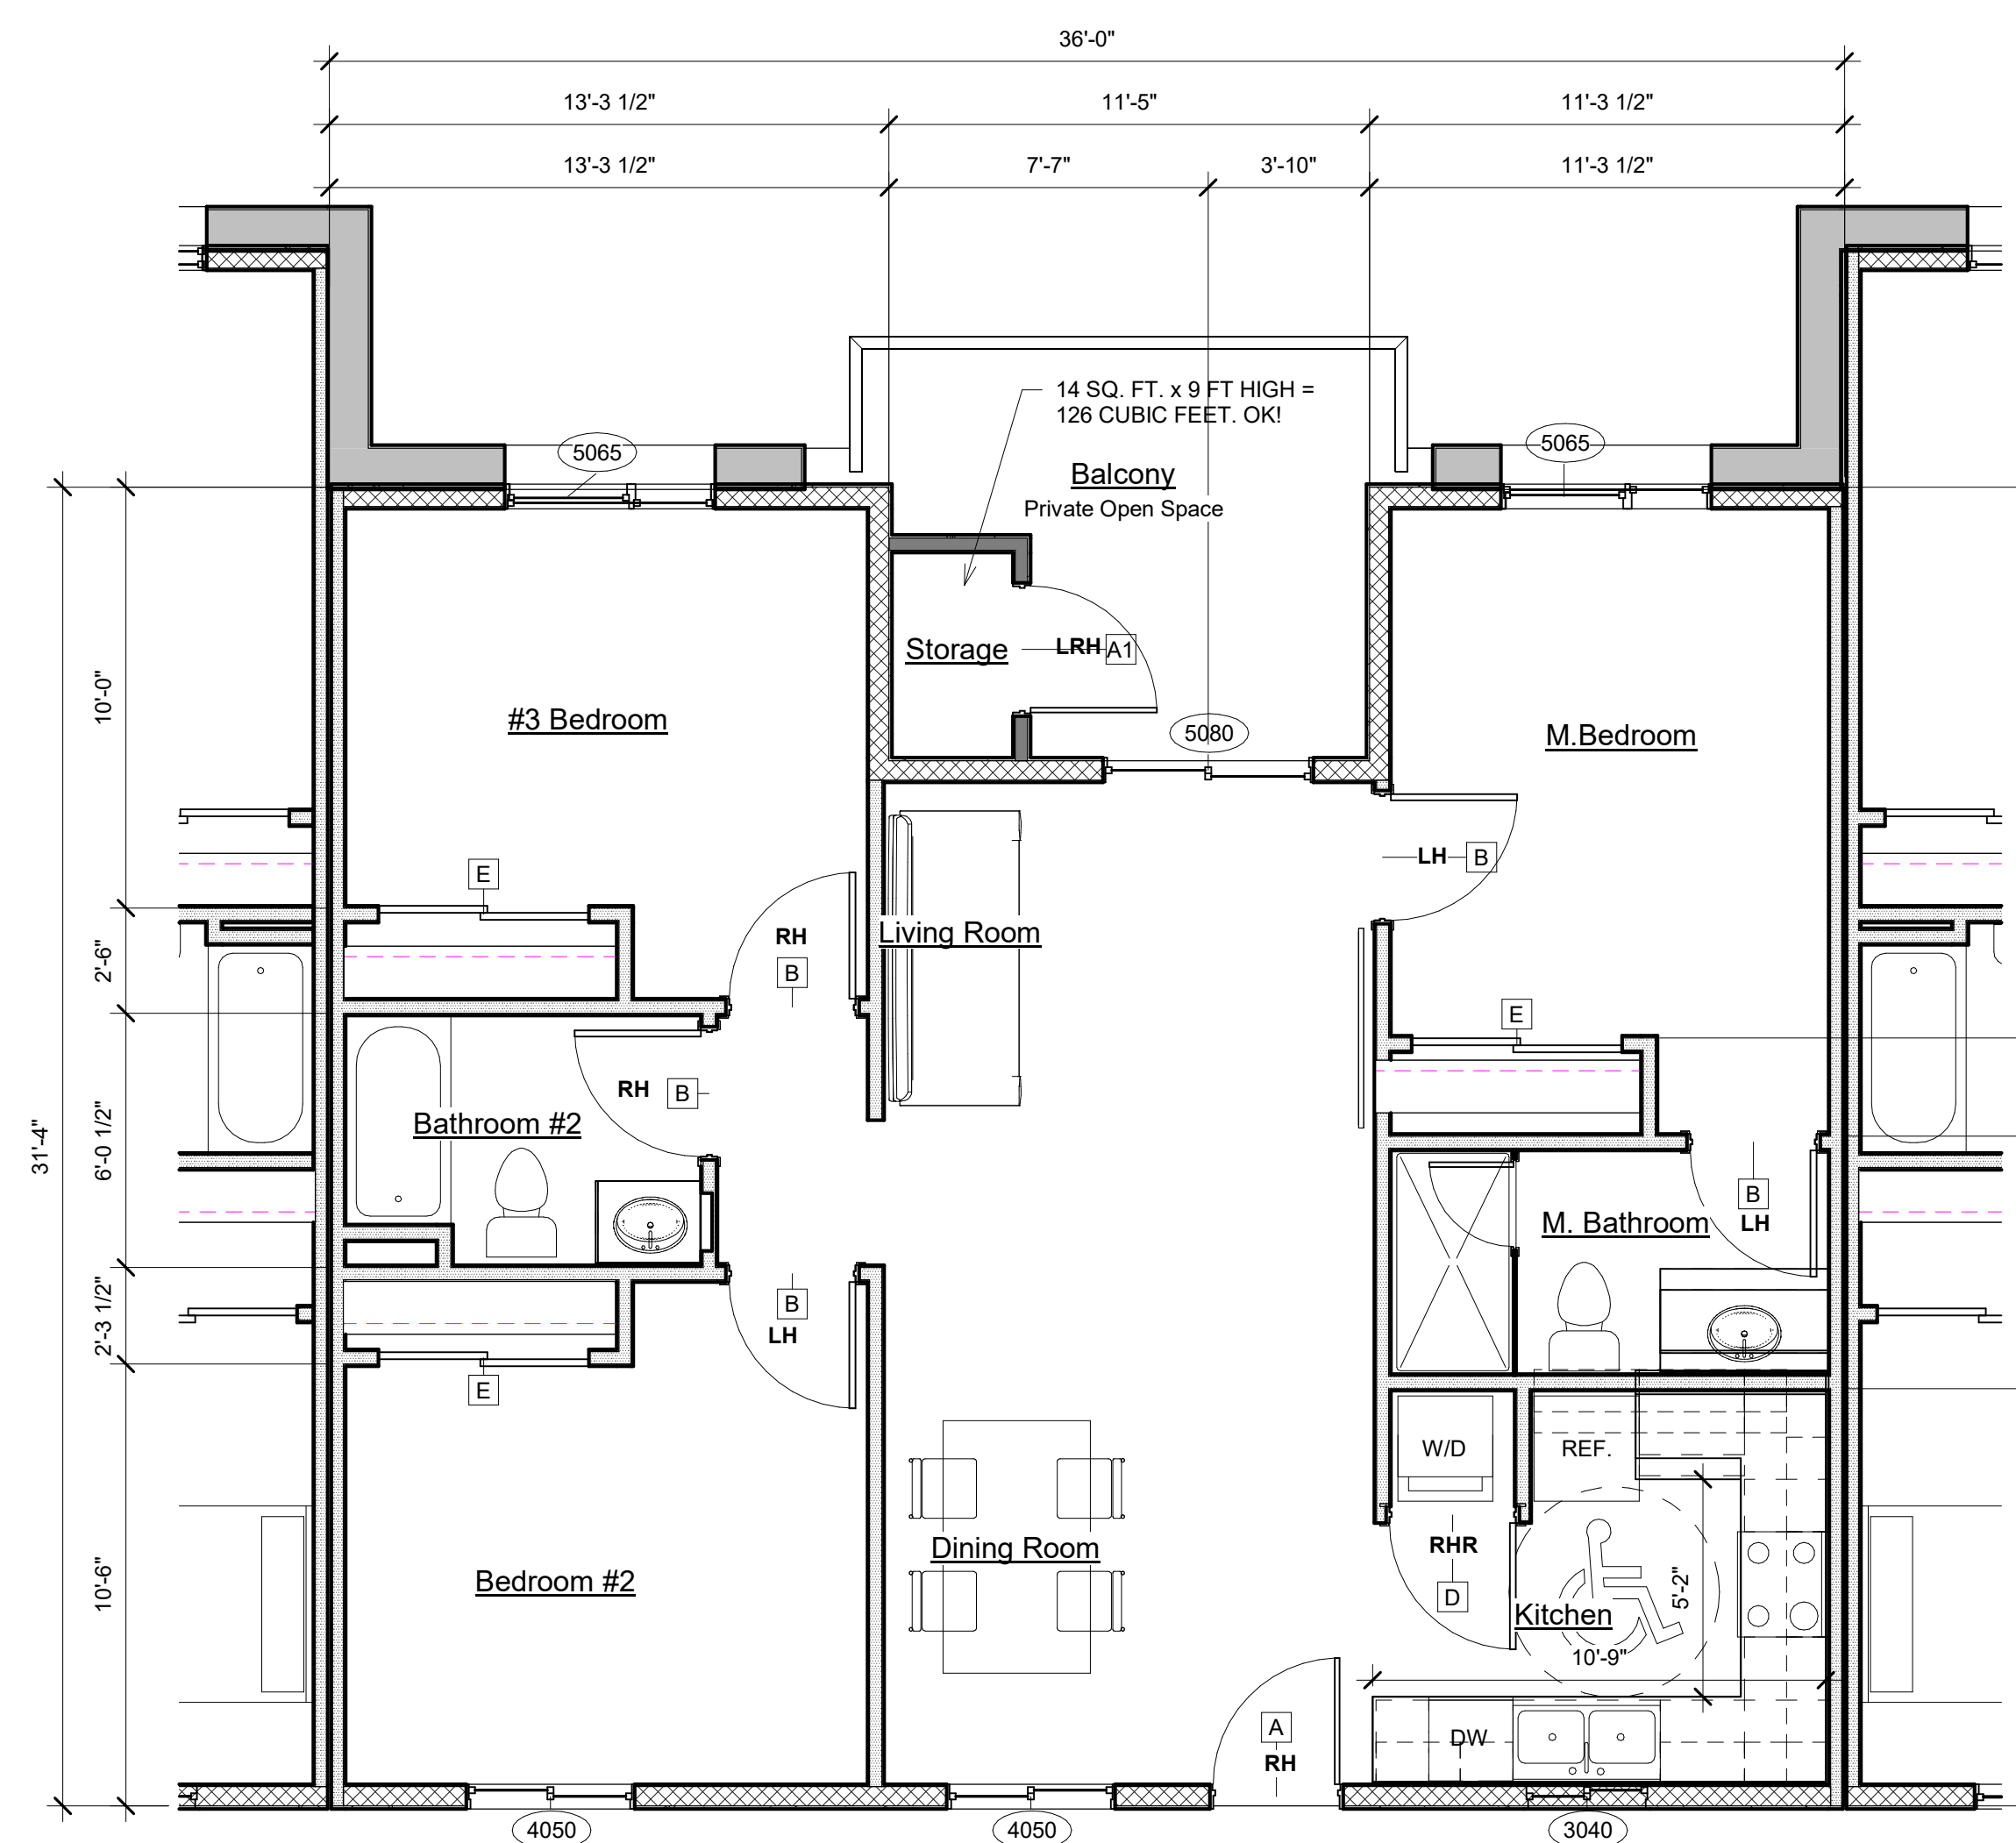 36'-0"
13'-3 1/2"
11'-5"
11'-3 1/2"
13'-3 1/2"
7'-7"
3'-10"
11'-3 1/2"
14 SQ. FT. x 9 FT HIGH =
126 CUBIC FEET. OK!
5065
5065
Balcony
Private Open Space
Storage
LRH
A1
10'-0"
#3 Bedroom
5080
M.Bedroom
LH
B
E
RH
B
Living Room
2'-6"
E
RH
B
Bathroom #2
6'-0 1/2"
31'-4"
B
LH
M. Bathroom
2'-3 1/2"
B
LH
E
W/D
REF.
Dining Room
RHR
D
Bedroom #2
10'-6"
5'-2"
Kitchen
10'-9"
A
RH
DW
4050
4050
3040